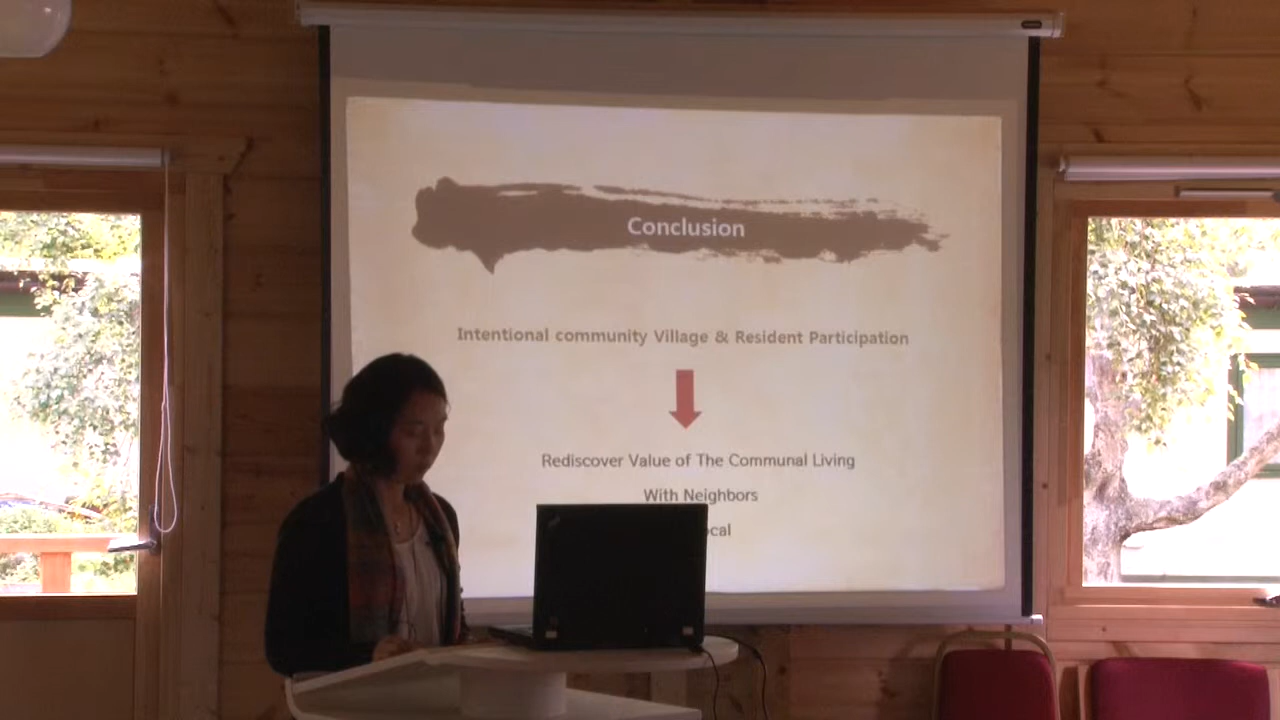 Conclusion
Intentional community Village & Resident Participation
Rediscover Value of The Communal Living
With Neighbors